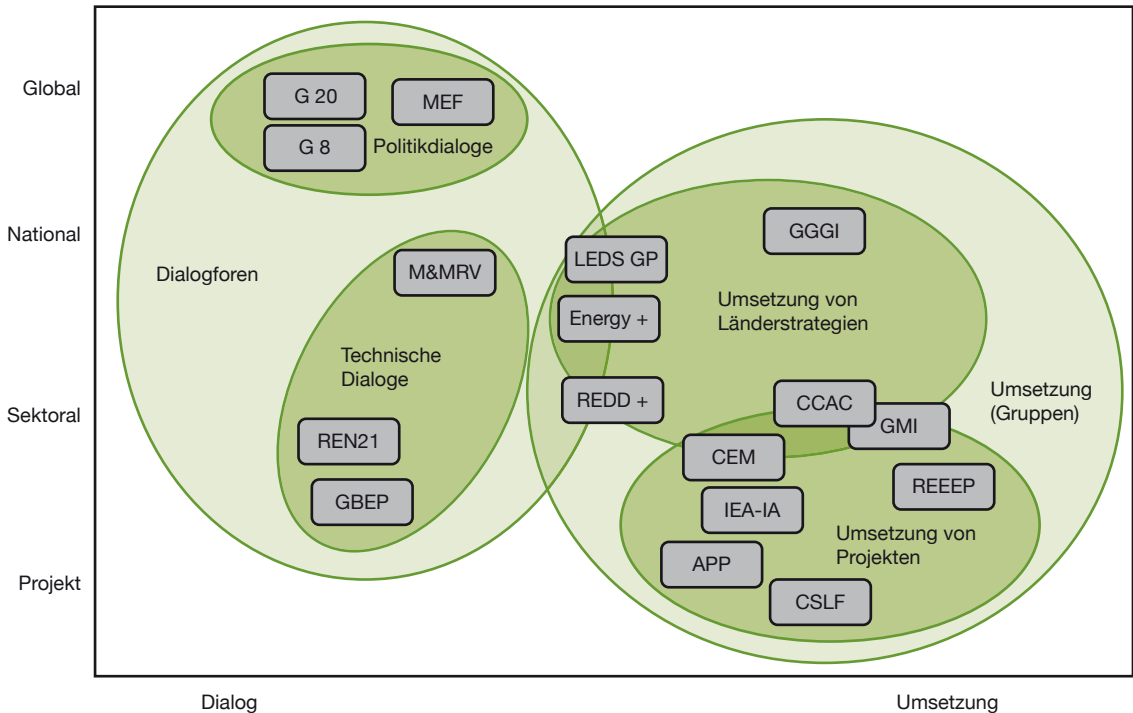 Global
G 20
MEF
G 8
Politikdialoge
National
GGGI
LEDS GP
M&MRV
Dialogforen
Umsetzung von
Länderstrategien
Energy +
Technische
Dialoge
Umsetzung
(Gruppen)
REDD +
CCAC
Sektoral
GMI
REN21
CEM
REEEP
GBEP
IEA-IA
Umsetzung von
Projekten
APP
Projekt
CSLF
Dialog
Umsetzung